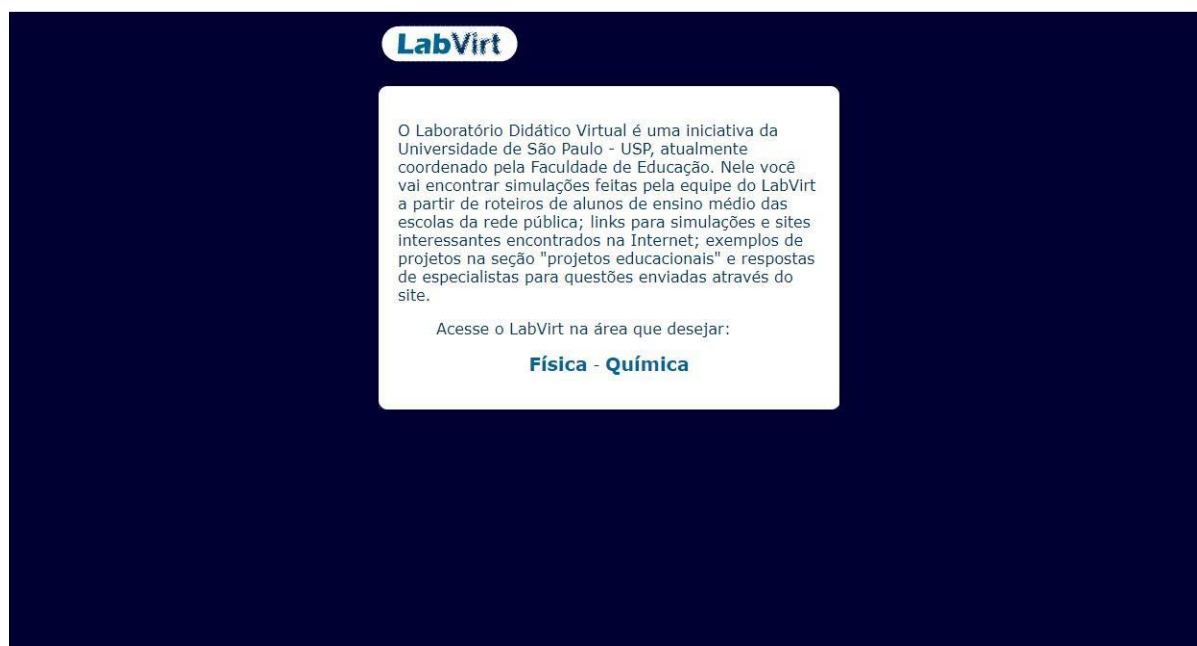 LabVirt
O Laboratório Didático Virtual é uma iniciativa da
Universidade de São Paulo - USP, atualmente
coordenado pela Faculdade de Educação. Nele você
vai encontrar simulações feitas pela equipe do LabVirt
a partir de roteiros de alunos de ensino médio das
escolas da rede pública; links para simulações e sites
interessantes encontrados na Internet; exemplos de
projetos na seção "projetos educacionais" e respostas
de especialistas para questões enviadas através do
site.
Acesse o LabVirt na área que desejar:
Física - Química